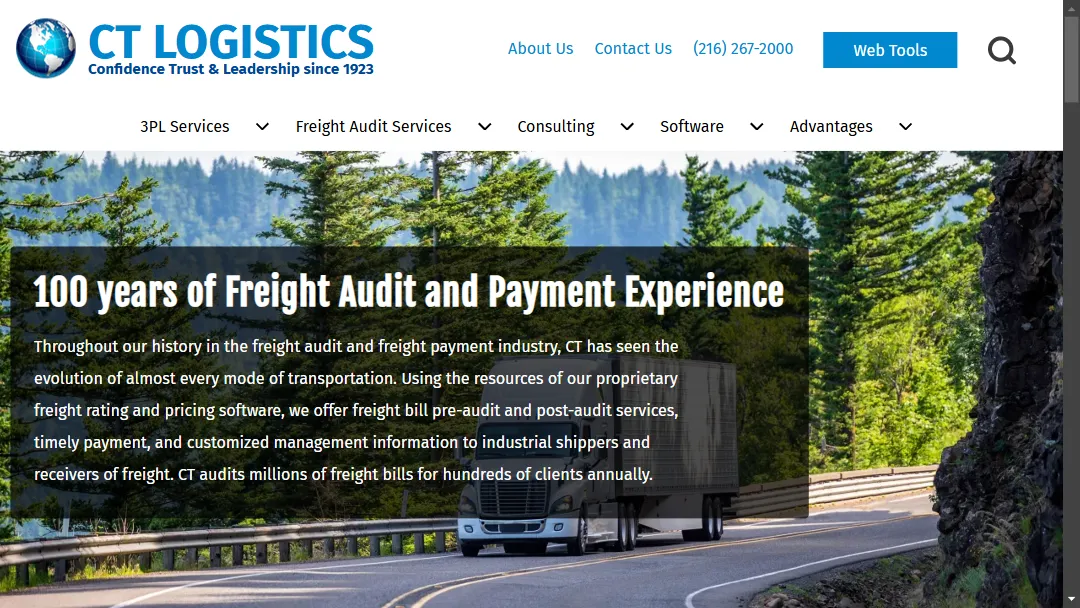 CT LOGISTICS
Confidence Trust & Leadership since 1923
About Us
Contact Us
(216) 267-2000
Web Tools
3PL Services
Freight Audit Services
Consulting
Software
Advantages
100 years of Freight Audit and Payment Experience
Throughout our history in the freight audit and freight payment industry, CT has seen the
evolution of almost every mode of transportation. Using the resources of our proprietary
freight rating and pricing software, we offer freight bill pre-audit and post-audit services,
timely payment, and customized management information to industrial shippers and
receivers of freight. CT audits millions of freight bills for hundreds of clients annually.